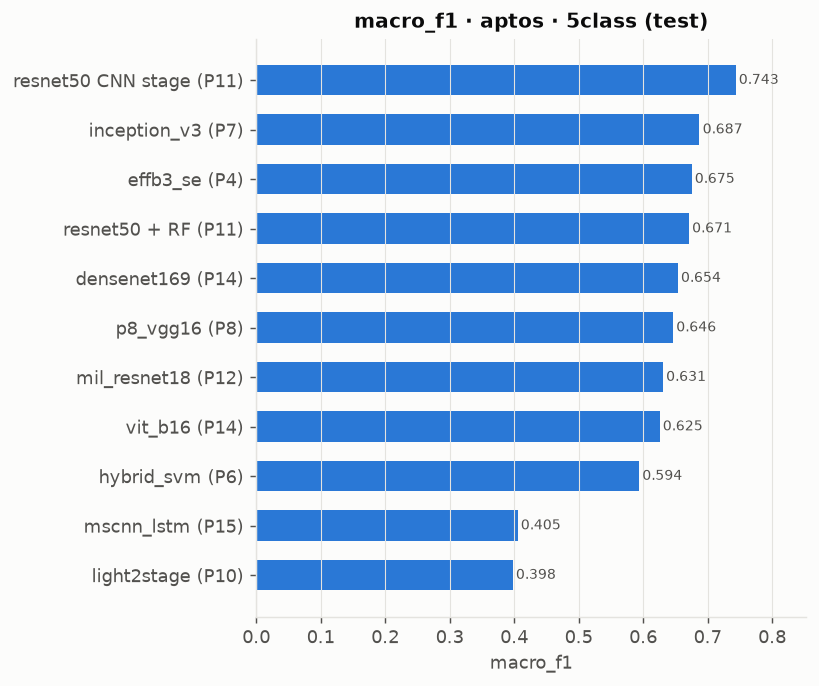 macro_f1 · aptos · 5class (test)
resnet50 CNN stage (P11) 0.743
inception_v3 (P7) 0.687
effb3_se (P4) 0.675
resnet50 + RF (P11) 0.671
densenet169 (P14) 0.654
p8_vgg16 (P8) 0.646
mil_resnet18 (P12) 0.631
vit_b16 (P14) 0.625
hybrid_svm (P6) 0.594
mscnn_lstm (P15) 0.405
light2stage (P10) 0.398
0.0 0.1 0.2 0.3 0.4 0.5 0.6 0.7 0.8
macro_f1